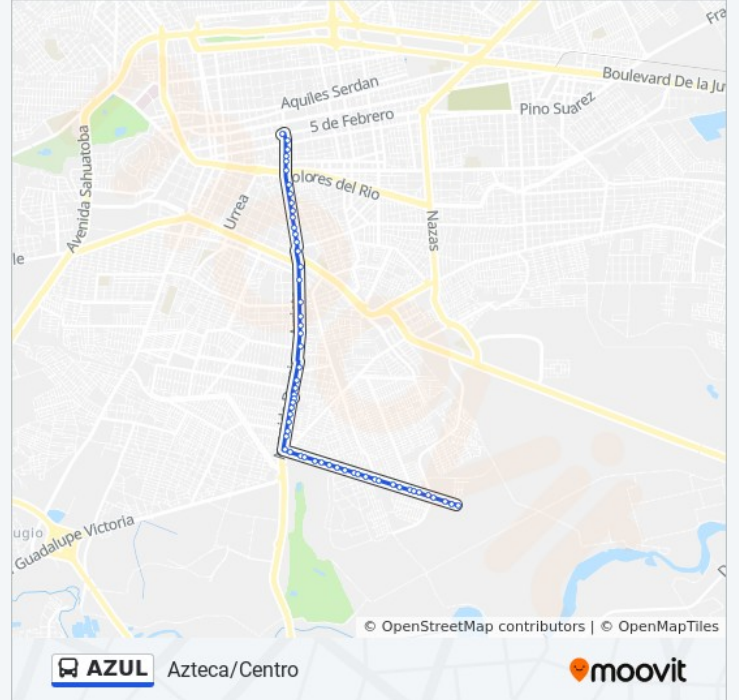 Fra
Boulevard De la Ju
Aquiles Serdan
Pino Suarez
5 de Febrero
Avenida Sahuatoba
olores del Rio
Urrea
Nazas
le
ugio
Guadalupe Victoria
© OpenStreetMap contributors | © OpenMapTiles
AZUL Azteca/Centro
moovit